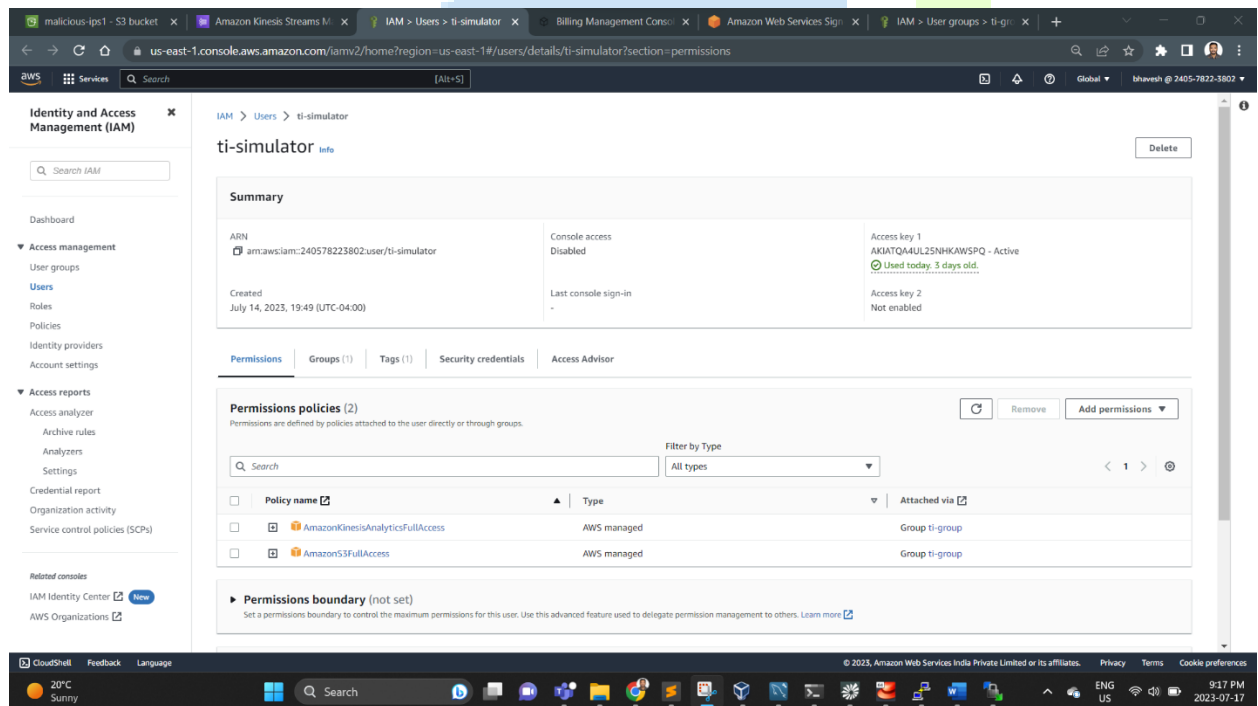 malicious-ips1 - S3 bucket
Amazon Kinesis Streams M
IAM > Users > ti-simulator
Billing Management Consol
Amazon Web Services Sign
IAM > User groups > ti-gro
us-east-1.console.aws.amazon.com/iamv2/home?region=us-east-1#/users/details/ti-simulator?section=permissions
aws
Services
Search
[Alt+S]
Global
bhavesh @ 2405-7822-3802
Identity and Access
Management (IAM)
Search IAM
Dashboard
Access management
User groups
Users
Roles
Policies
Identity providers
Account settings
Access reports
Access analyzer
Archive rules
Analyzers
Settings
Credential report
Organization activity
Service control policies (SCPs)
Related consoles
IAM Identity Center New
AWS Organizations
IAM > Users > ti-simulator
ti-simulator Info
Delete
Summary
ARN
arn:aws:iam::240578223802:user/ti-simulator
Console access
Disabled
Access key 1
AKIATQA4UL25NHKAWSPQ - Active
Used today. 3 days old.
Created
July 14, 2023, 19:49 (UTC-04:00)
Last console sign-in
-
Access key 2
Not enabled
Permissions
Groups (1)
Tags (1)
Security credentials
Access Advisor
Permissions policies (2)
Permissions are defined by policies attached to the user directly or through groups.
Remove
Add permissions
Filter by Type
Search
All types
1
Policy name
Type
Attached via
AmazonKinesisAnalyticsFullAccess
AWS managed
Group ti-group
AmazonS3FullAccess
AWS managed
Group ti-group
Permissions boundary (not set)
Set a permissions boundary to control the maximum permissions for this user. Use this advanced feature used to delegate permission management to others. Learn more
CloudShell
Feedback
Language
© 2023, Amazon Web Services India Private Limited or its affiliates.
Privacy
Terms
Cookie preferences
20°C
Sunny
Search
ENG
US
9:17 PM
2023-07-17